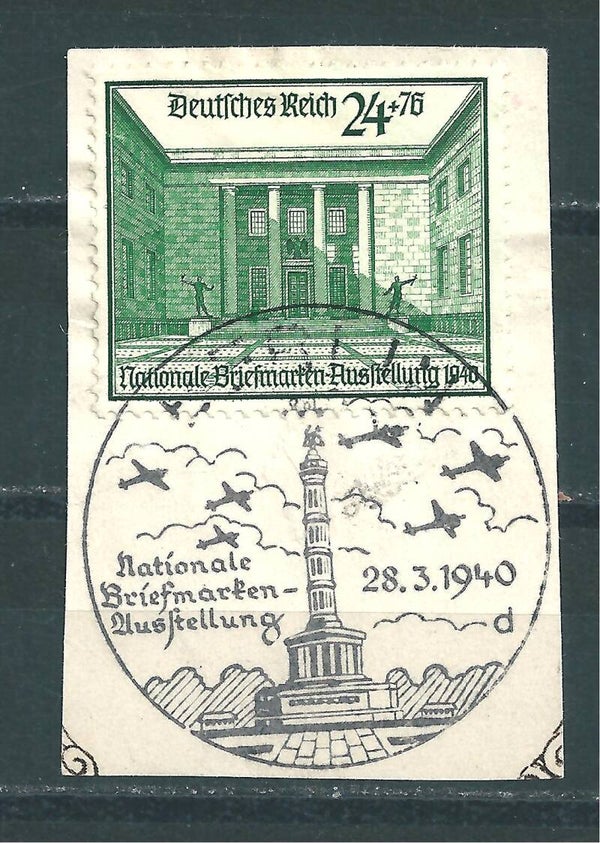 Deutsches Reich 24+76
Nationale Briefmarken-Ausstellung 1940
Nationale
Briefmarken-
Ausstellung
28.3.1940
d